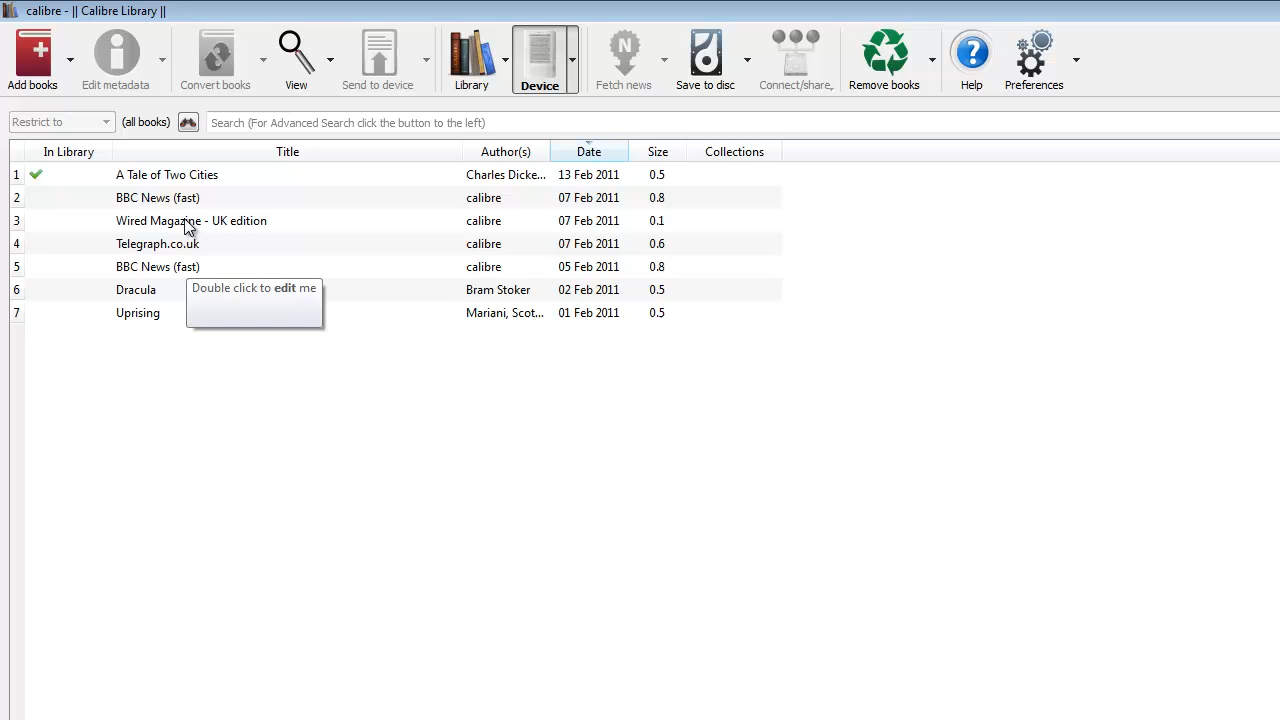 calibre - || Calibre Library ||
Add books Edit metadata Convert books View Send to device Library Device Fetch news Save to disc Connect/share Remove books Help Preferences
Restrict to (all books) Search (For Advanced Search click the button to the left)
In Library Title Author(s) Date Size Collections
1 A Tale of Two Cities Charles Dicke... 13 Feb 2011 0.5
2 BBC News (fast) calibre 07 Feb 2011 0.8
3 Wired Magazine - UK edition calibre 07 Feb 2011 0.1
4 Telegraph.co.uk calibre 07 Feb 2011 0.6
5 BBC News (fast) calibre 05 Feb 2011 0.8
6 Dracula Bram Stoker 02 Feb 2011 0.5
Double click to edit me
7 Uprising Mariani, Scot... 01 Feb 2011 0.5